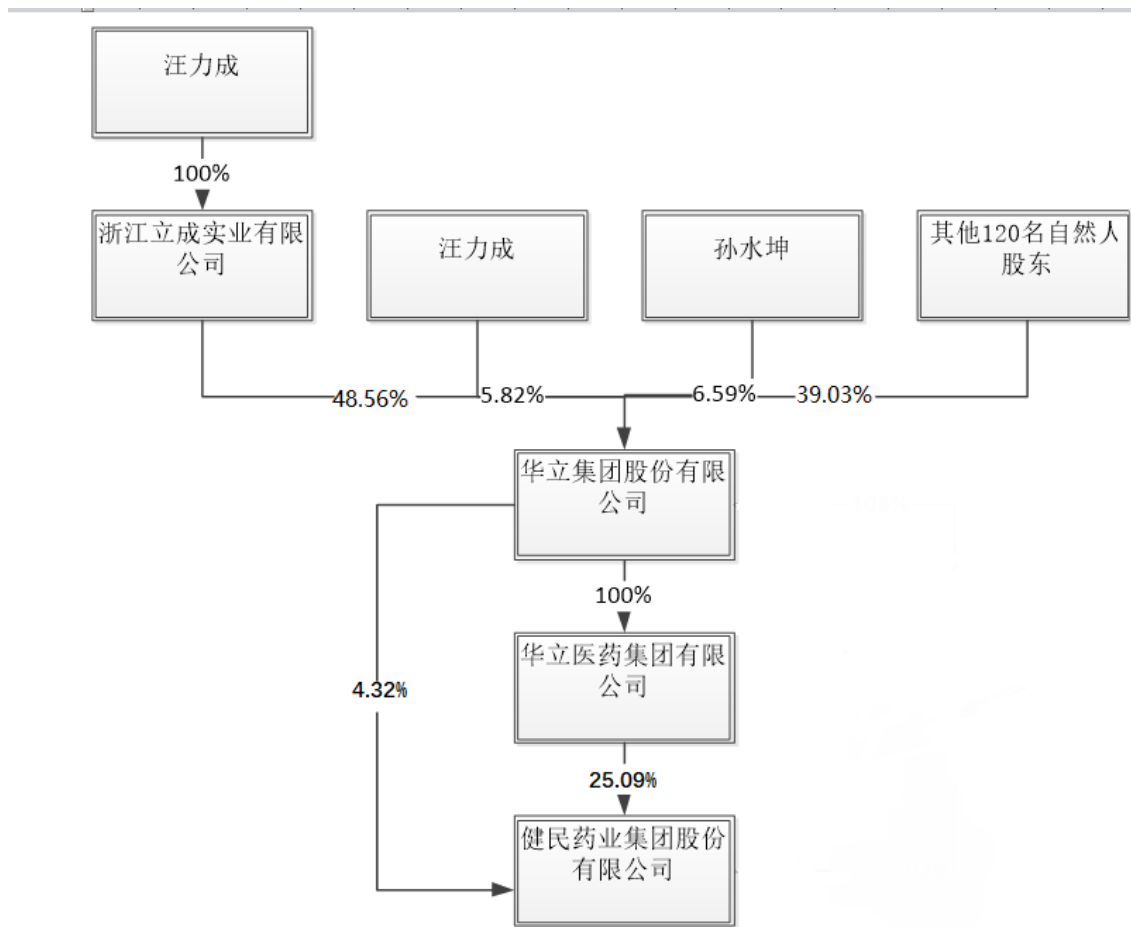 汪力成
100%
浙江立成实业有限
公司
汪力成
孙水坤
其他120名自然人
股东
48.56%
5.82%
6.59%
39.03%
华立集团股份有限
公司
100%
华立医药集团有限
公司
4.32%
25.09%
健民药业集团股份
有限公司